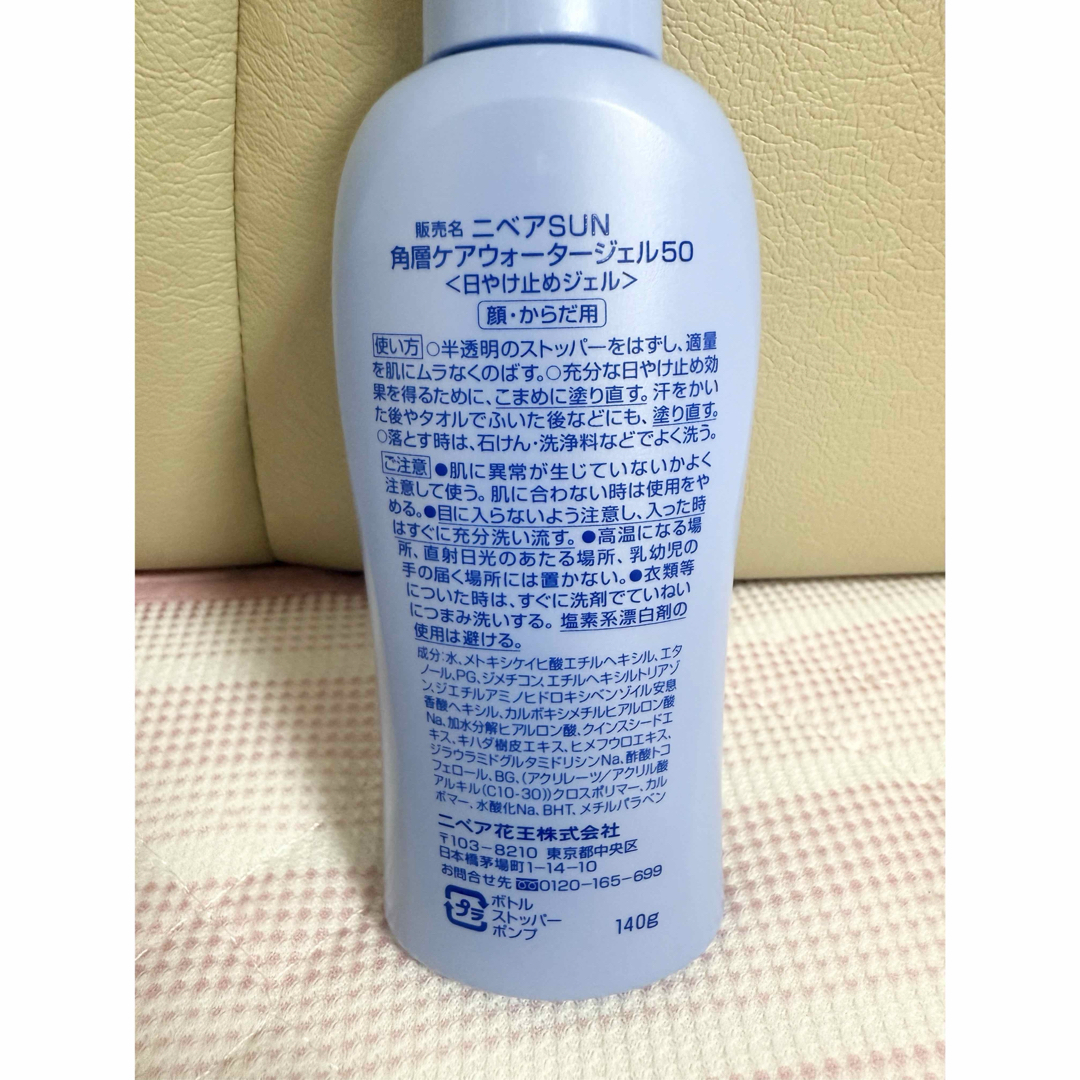 販売名 ニベアSUN
角層ケアウォータージェル50
<日やけ止めジェル>
顔・からだ用
使い方 ○半透明のストッパーをはずし、適量
を肌にムラなくのばす。○充分な日やけ止め効
果を得るために、こまめに塗り直す。汗をかい
た後やタオルでふいた後などにも、塗り直す。
○落とす時は、石けん・洗浄料などでよく洗う。
ご注意 ●肌に異常が生じていないかよく
注意して使う。肌に合わない時は使用をや
める。●目に入らないよう注意し、入った時
はすぐに充分洗い流す。●高温になる場
所、直射日光のあたる場所、乳幼児の
手の届く場所には置かない。●衣類等
についた時は、すぐに洗剤でていねい
につまみ洗いする。塩素系漂白剤の
使用は避ける。
成分：水、メトキシケイヒ酸エチルヘキシル、エタ
ノール、PG、ジメチコン、エチルヘキシルトリアゾ
ン、ジエチルアミノヒドロキシベンゾイル安息
香酸ヘキシル、カルボキシメチルヒアルロン酸
Na、加水分解ヒアルロン酸、クインスシードエ
キス、キハダ樹皮エキス、ヒメフウロエキス、
ジラウラミドグルタミドリシンNa、酢酸トコ
フェロール、BG、(アクリレーツ/アクリル酸
アルキル(C10-30))クロスポリマー、カル
ボマー、水酸化Na、BHT、メチルパラベン
ニベア花王株式会社
〒103-8210 東京都中央区
日本橋茅場町1-14-10
お問合せ先 0120-165-699
プラ ボトル
ストッパー
ポンプ
140g